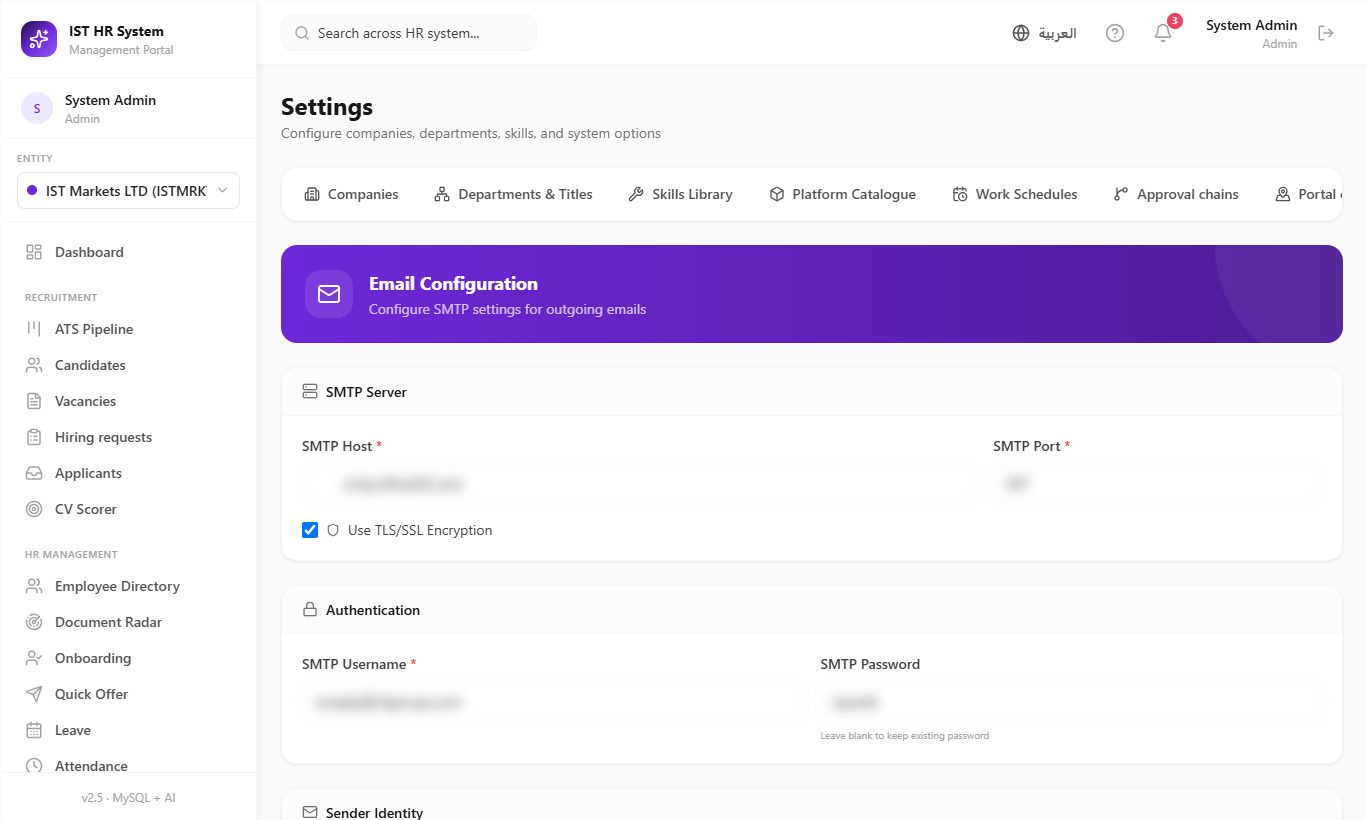 IST HR System
Management Portal
Search across HR system...
العربية
3
System Admin
Admin
S
System Admin
Admin
ENTITY
IST Markets LTD (ISTMRK
Dashboard
RECRUITMENT
ATS Pipeline
Candidates
Vacancies
Hiring requests
Applicants
CV Scorer
HR MANAGEMENT
Employee Directory
Document Radar
Onboarding
Quick Offer
Leave
Attendance
v2.5 · MySQL + AI
Settings
Configure companies, departments, skills, and system options
Companies
Departments & Titles
Skills Library
Platform Catalogue
Work Schedules
Approval chains
Portal
Email Configuration
Configure SMTP settings for outgoing emails
SMTP Server
SMTP Host *
SMTP Port *
Use TLS/SSL Encryption
Authentication
SMTP Username *
SMTP Password
Leave blank to keep existing password
Sender Identity